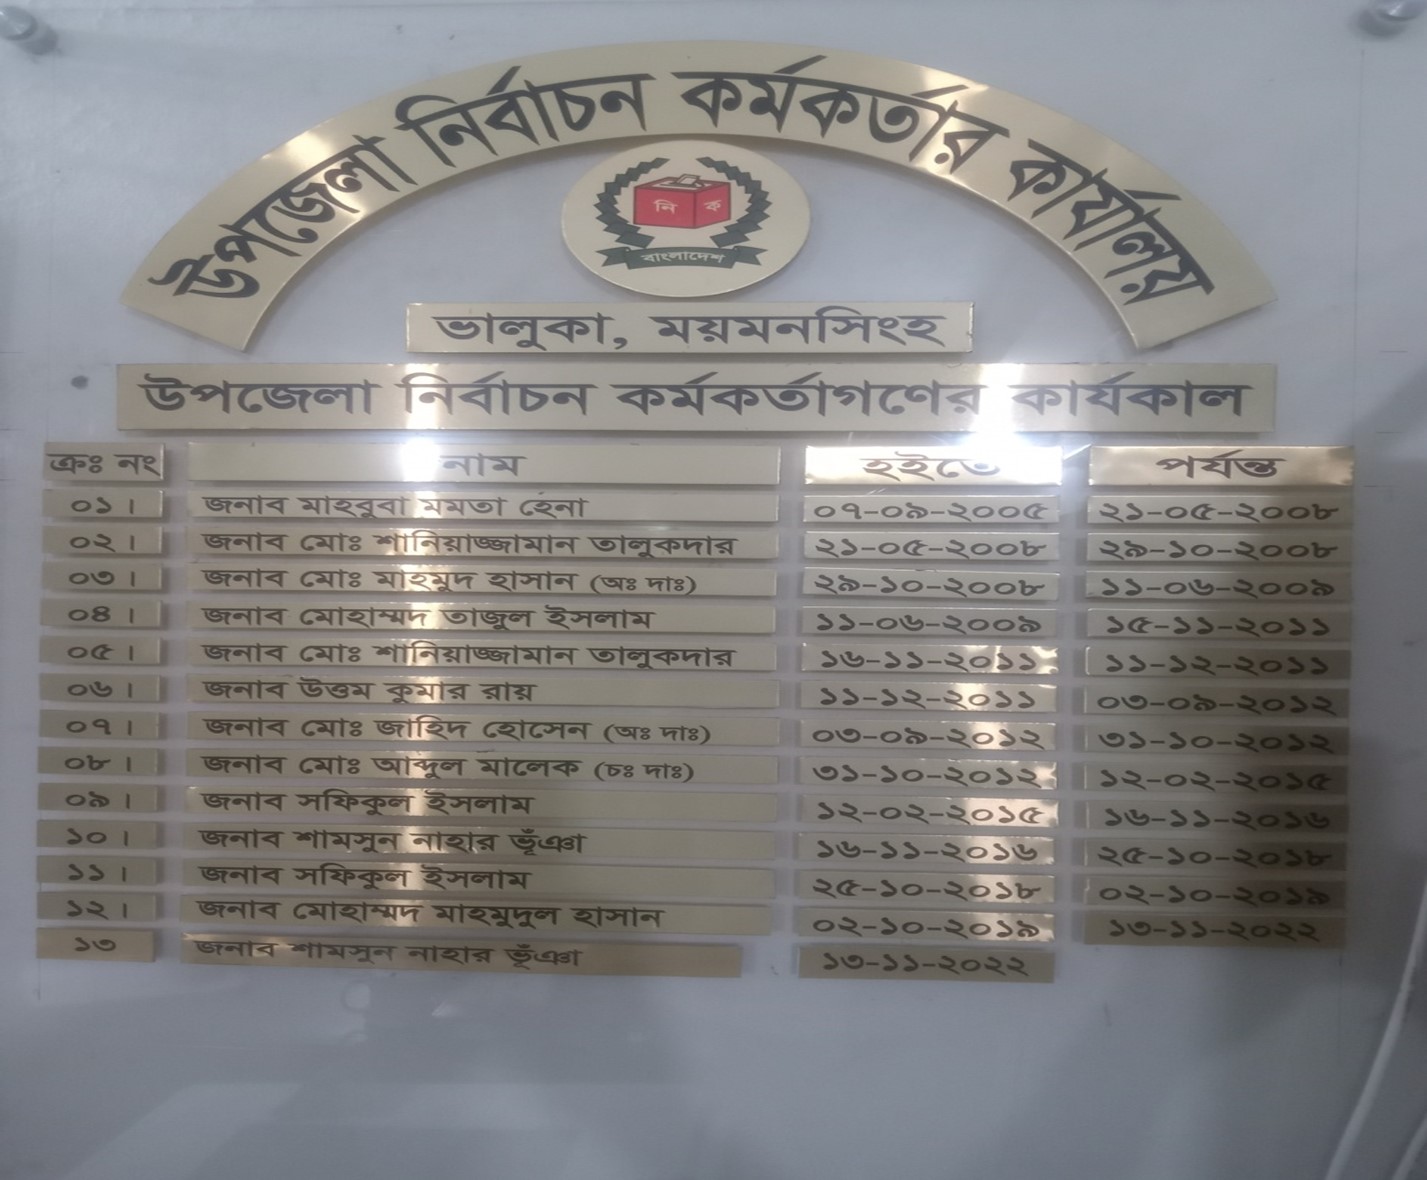 উপজেলা নির্বাচন কর্মকর্তার কার্যালয়
নি র্ক
বাংলাদেশ
ভালুকা, ময়মনসিংহ
উপজেলা নির্বাচন কর্মকর্তাগণের কার্যকাল
ক্রঃ নং নাম হইতে পর্যন্ত
০১। জনাব মাহবুবা মমতা হেনা ০৭-০৯-২০০৫ ২১-০৫-২০০৮
০২। জনাব মোঃ শানিয়াজ্জামান তালুকদার ২১-০৫-২০০৮ ২৯-১০-২০০৮
০৩। জনাব মোঃ মাহমুদ হাসান (অঃ দাঃ) ২৯-১০-২০০৮ ১১-০৬-২০০৯
০৪। জনাব মোহাম্মদ তাজুল ইসলাম ১১-০৬-২০০৯ ১৫-১১-২০১১
০৫। জনাব মোঃ শানিয়াজ্জামান তালুকদার ১৬-১১-২০১১ ১১-১২-২০১১
০৬। জনাব উত্তম কুমার রায় ১১-১২-২০১১ ০৩-০৯-২০১২
০৭। জনাব মোঃ জাহিদ হোসেন (অঃ দাঃ) ০৩-০৯-২০১২ ৩১-১০-২০১২
০৮। জনাব মোঃ আব্দুল মালেক (চঃ দাঃ) ৩১-১০-২০১২ ১২-০২-২০১৫
০৯। জনাব সফিকুল ইসলাম ১২-০২-২০১৫ ১৬-১১-২০১৬
১০। জনাব শামসুন নাহার ভূঁঞা ১৬-১১-২০১৬ ২৫-১০-২০১৮
১১। জনাব সফিকুল ইসলাম ২৫-১০-২০১৮ ০২-১০-২০১৯
১২। জনাব মোহাম্মদ মাহমুদুল হাসান ০২-১০-২০১৯ ১৩-১১-২০২২
১৩ জনাব শামসুন নাহার ভূঁঞা ১৩-১১-২০২২